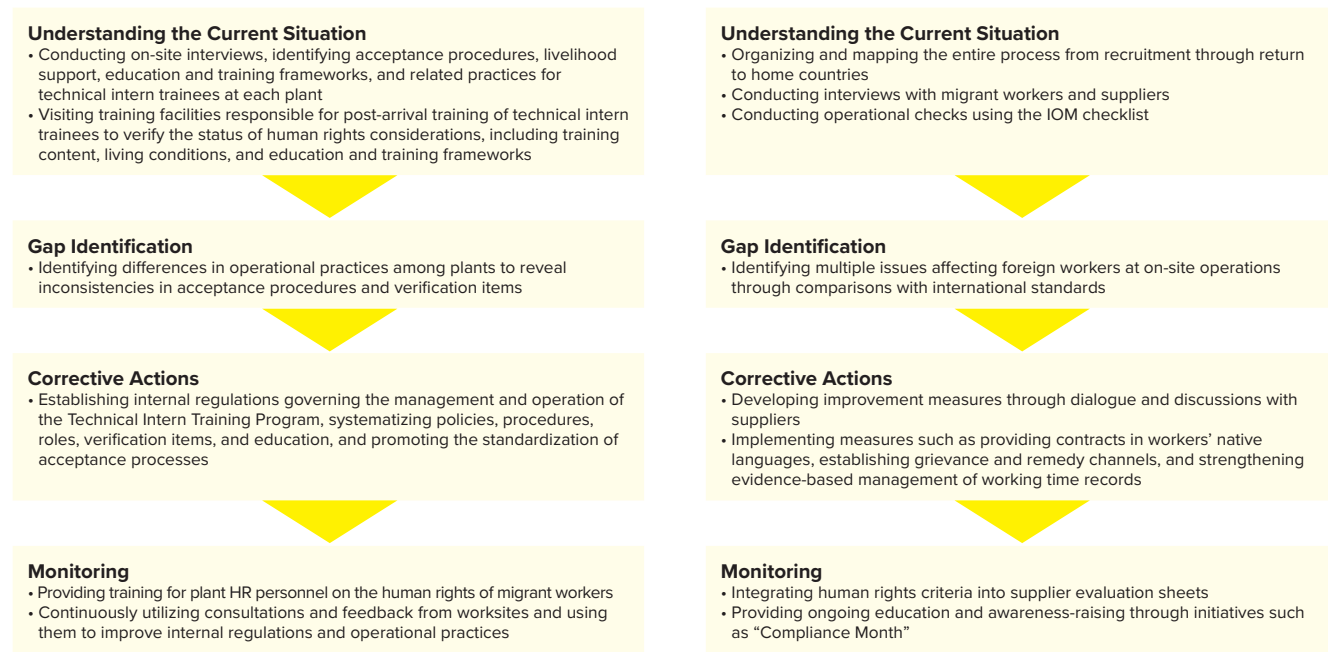 Understanding the Current Situation
• Conducting on-site interviews, identifying acceptance procedures, livelihood
support, education and training frameworks, and related practices for
technical intern trainees at each plant
• Visiting training facilities responsible for post-arrival training of technical intern
trainees to verify the status of human rights considerations, including training
content, living conditions, and education and training frameworks
Gap Identification
• Identifying differences in operational practices among plants to reveal
inconsistencies in acceptance procedures and verification items
Corrective Actions
• Establishing internal regulations governing the management and operation of
the Technical Intern Training Program, systematizing policies, procedures,
roles, verification items, and education, and promoting the standardization of
acceptance processes
Monitoring
• Providing training for plant HR personnel on the human rights of migrant workers
• Continuously utilizing consultations and feedback from worksites and using
them to improve internal regulations and operational practices
Understanding the Current Situation
• Organizing and mapping the entire process from recruitment through return
to home countries
• Conducting interviews with migrant workers and suppliers
• Conducting operational checks using the IOM checklist
Gap Identification
• Identifying multiple issues affecting foreign workers at on-site operations
through comparisons with international standards
Corrective Actions
• Developing improvement measures through dialogue and discussions with
suppliers
• Implementing measures such as providing contracts in workers’ native
languages, establishing grievance and remedy channels, and strengthening
evidence-based management of working time records
Monitoring
• Integrating human rights criteria into supplier evaluation sheets
• Providing ongoing education and awareness-raising through initiatives such
as “Compliance Month”